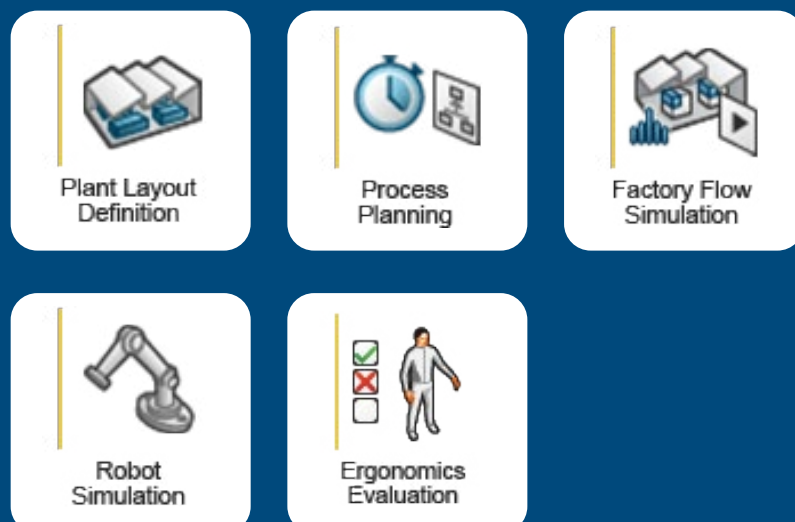 Plant Layout
Definition
Process
Planning
Factory Flow
Simulation
Robot
Simulation
Ergonomics
Evaluation